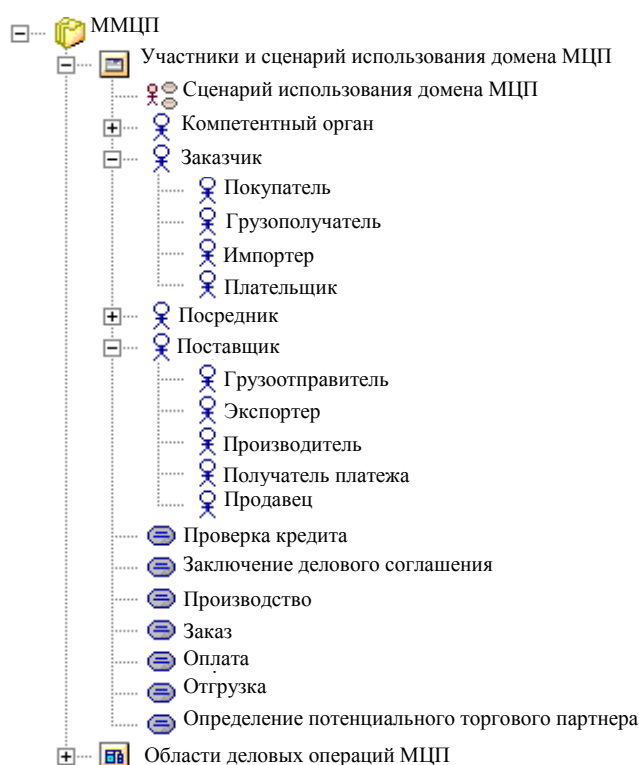 ММЦП
Участники и сценарий использования домена МЦП
Сценарий использования домена МЦП
Компетентный орган
Заказчик
Покупатель
Грузополучатель
Импортер
Плательщик
Посредник
Поставщик
Грузоотправитель
Экспортер
Производитель
Получатель платежа
Продавец
Проверка кредита
Заключение делового соглашения
Производство
Заказ
Оплата
Отгрузка
Определение потенциального торгового партнера
Области деловых операций МЦП